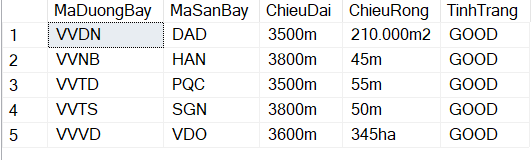 MaDuongBay MaSanBay ChieuDai ChieuRong TinhTrang
1 VVDN DAD 3500m 210.000m2 GOOD
2 VVNB HAN 3800m 45m GOOD
3 VVTD PQC 3500m 55m GOOD
4 VVTS SGN 3800m 50m GOOD
5 VVVD VDO 3600m 345ha GOOD